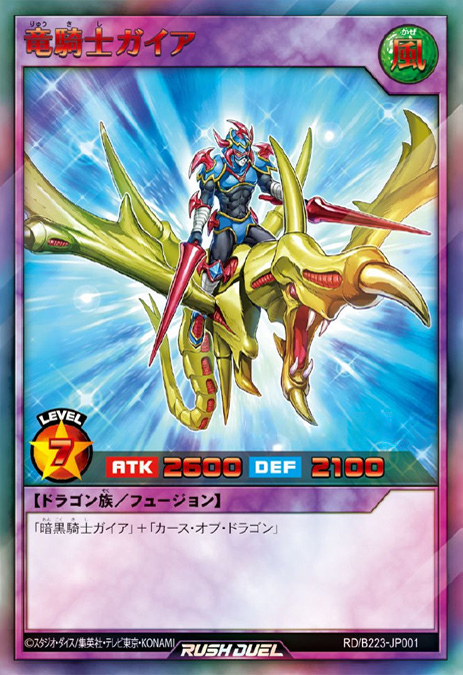 竜騎士ガイア
風
LEVEL
7
ATK 2600 DEF 2100
【ドラゴン族／フュージョン】
「暗黒騎士ガイア」+「カース・オブ・ドラゴン」
©スタジオ・ダイス/集英社・テレビ東京・KONAMI
RUSH DUEL
RD/B223-JP001